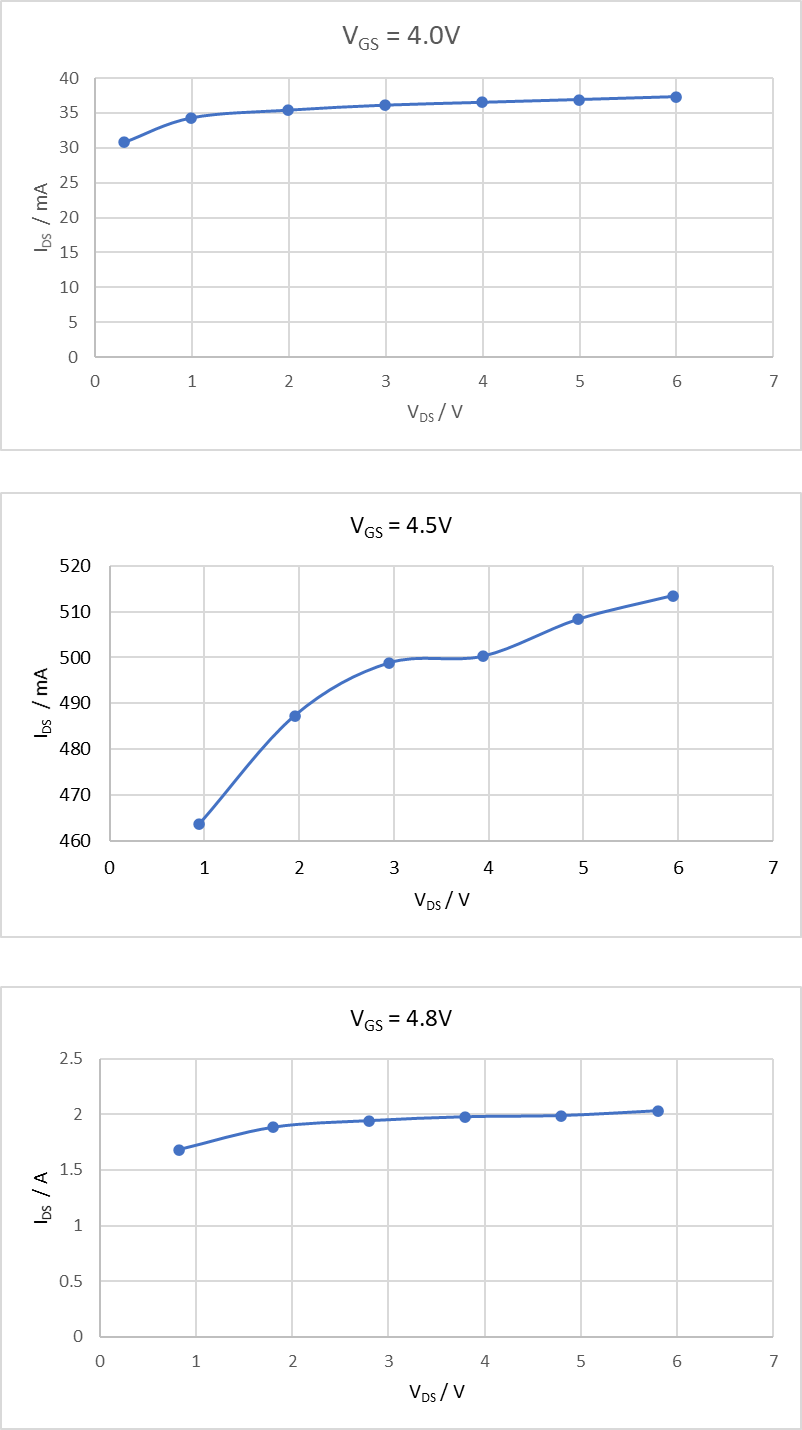 VGS = 4.0V
40
35
30
25
20
15
10
5
0
IDS / mA
0 1 2 3 4 5 6 7
VDS / V
VGS = 4.5V
520
510
500
490
480
470
460
IDS / mA
0 1 2 3 4 5 6 7
VDS / V
VGS = 4.8V
2.5
2
1.5
1
0.5
0
IDS / A
0 1 2 3 4 5 6 7
VDS / V